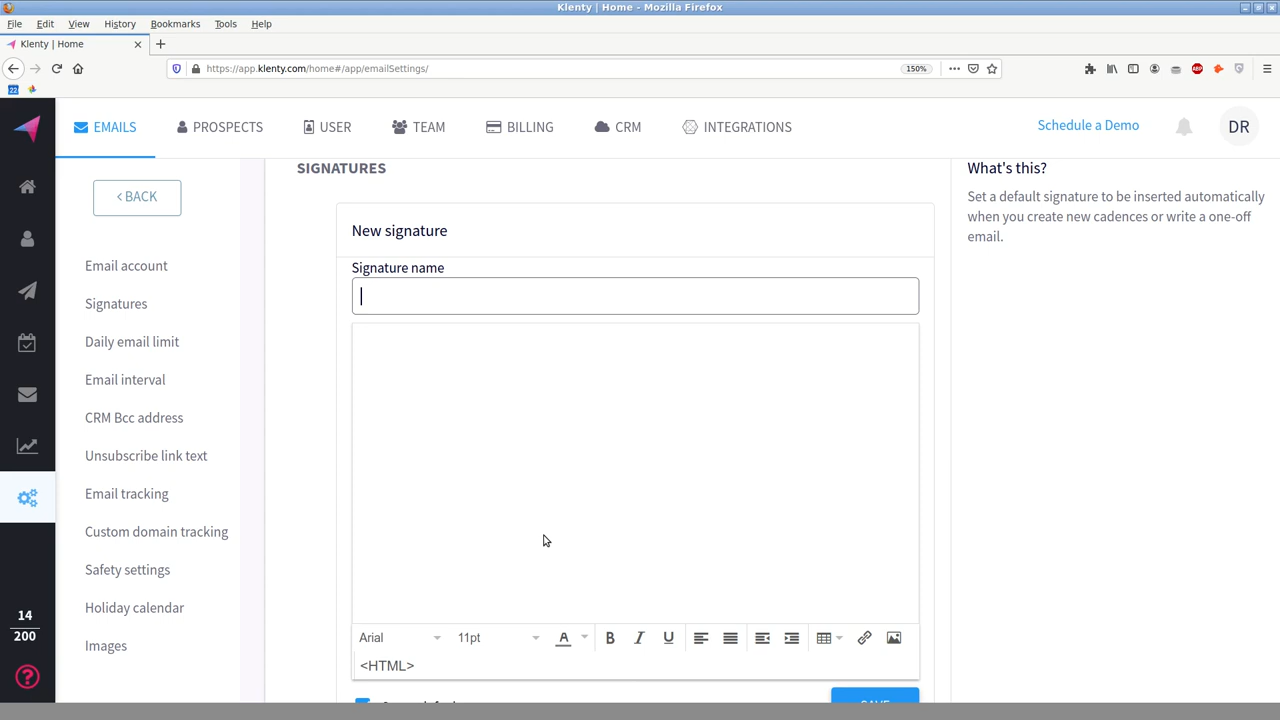 Klenty | Home - Mozilla Firefox
File Edit View History Bookmarks Tools Help
Klenty | Home
https://app.klenty.com/home#/app/emailSettings/
150%
22
ABP
EMAILS PROSPECTS USER TEAM BILLING CRM INTEGRATIONS
Schedule a Demo
DR
BACK
Email account
Signatures
Daily email limit
Email interval
CRM Bcc address
Unsubscribe link text
Email tracking
Custom domain tracking
Safety settings
Holiday calendar
Images
14
200
?
SIGNATURES
New signature
Signature name
Arial 11pt A B I U
<HTML>
SAVE
What's this?
Set a default signature to be inserted automatically
when you create new cadences or write a one-off
email.